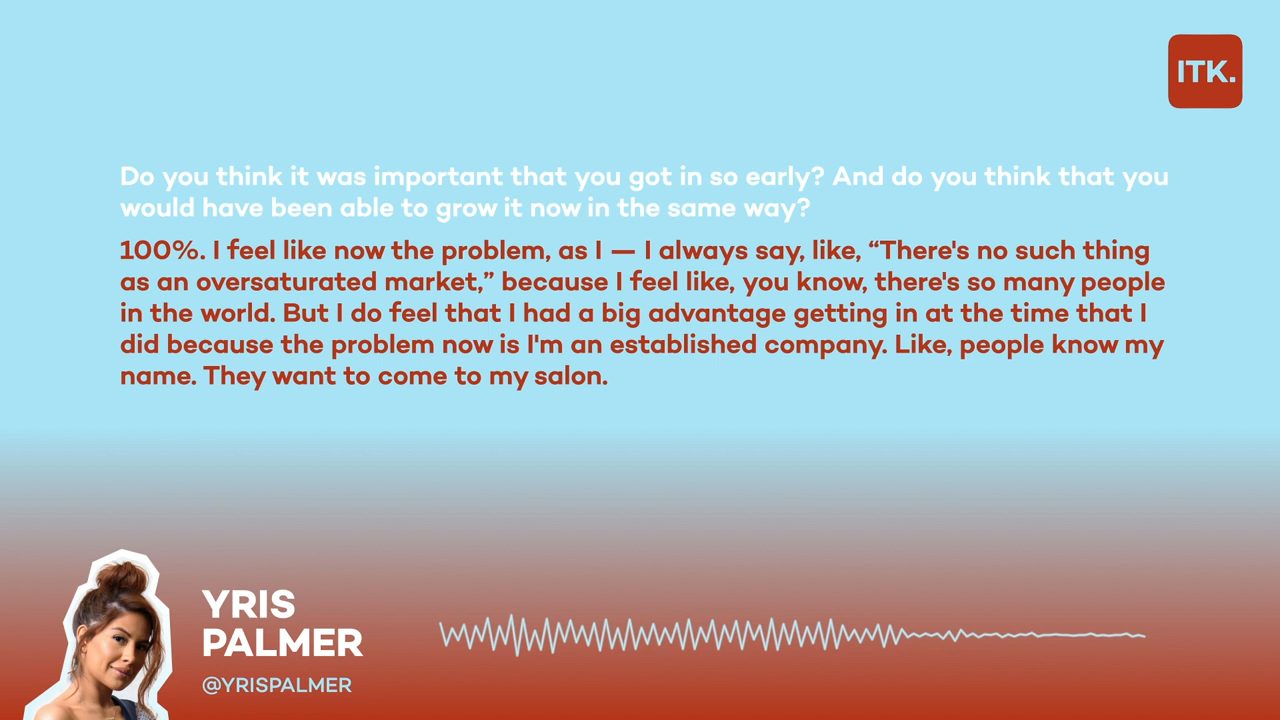 ITK.
Do you think it was important that you got in so early? And do you think that you
would have been able to grow it now in the same way?
100%. I feel like now the problem, as I — I always say, like, “There's no such thing
as an oversaturated market,” because I feel like, you know, there's so many people
in the world. But I do feel that I had a big advantage getting in at the time that I
did because the problem now is I'm an established company. Like, people know my
name. They want to come to my salon.
YRIS
PALMER
@YRISPALMER